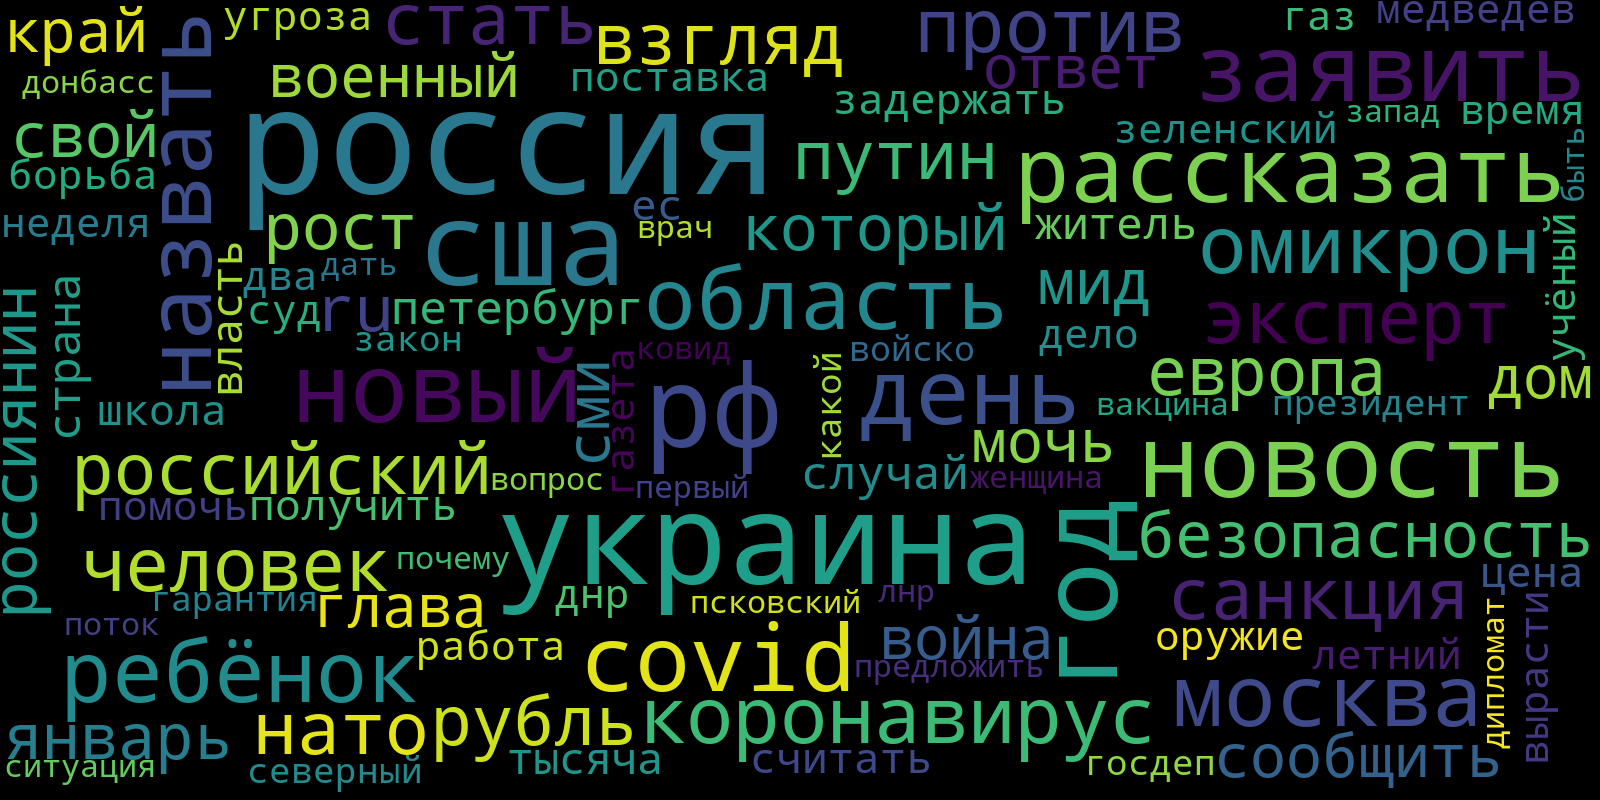 край
угроза
стать
взгляд
против
газ
медведев
донбасс
назвать
военный
поставка
ответ
заявить
свой
россия
задержать
зеленский
запад
время
борьба
путин
рассказать
быть
неделя
рост
сша
ес
врач
который
житель
омикрон
учёный
власть
два
дать
область
мид
эксперт
россиянин
страна
суд
ru
петербург
закон
дело
новый
сми
газета
ковид
рф
какой
войско
день
европа
дом
школа
вакцина
президент
российский
вопрос
первый
случай
мочь
женщина
новость
помочь
получить
украина
год
безопасность
человек
почему
гарантия
глава
днр
псковский
лнр
санкция
цена
поток
ребёнок
работа
covid
война
предложить
оружие
летний
дипломат
вырасти
январь
нато
рубль
коронавирус
москва
ситуация
северный
тысяча
считать
госдеп
сообщить